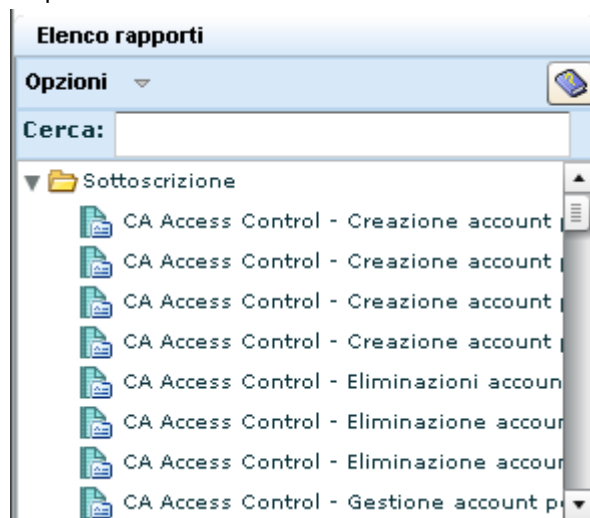 Elenco rapporti
Opzioni
Cerca:
Sottoscrizione
CA Access Control - Creazione account
CA Access Control - Creazione account
CA Access Control - Creazione account
CA Access Control - Creazione account
CA Access Control - Eliminazioni accoun
CA Access Control - Eliminazione accour
CA Access Control - Eliminazione accour
CA Access Control - Gestione account p